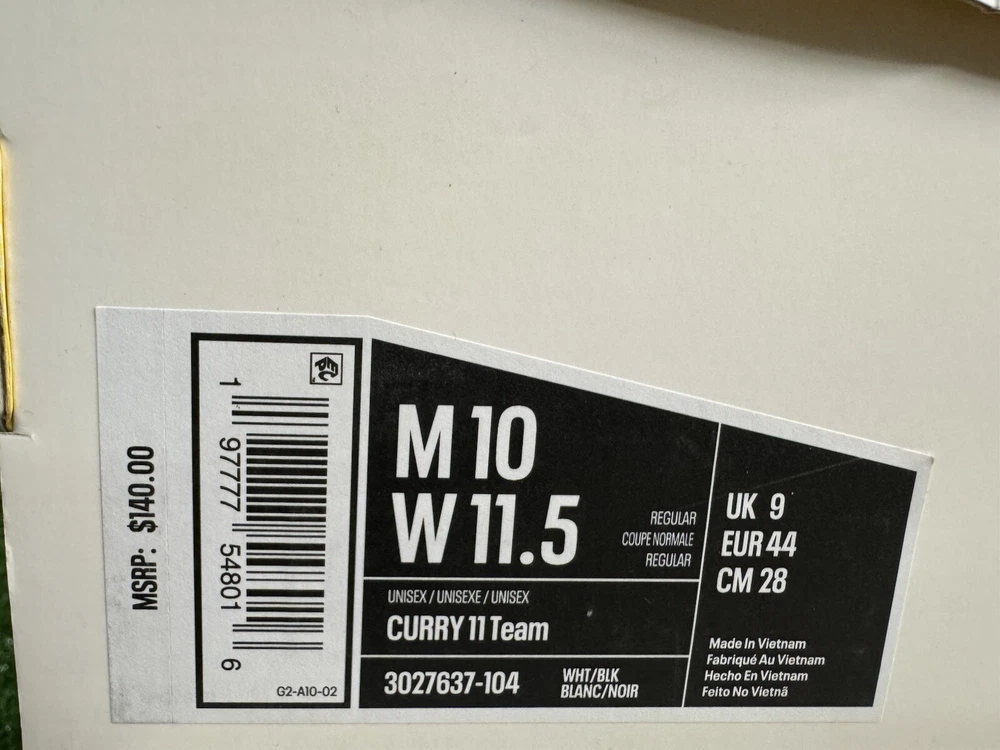 MSRP: $140.00
EPC
1 97777 54801 6
G2-A10-02
M 10
W 11.5
REGULAR
COUPE NORMALE
REGULAR
UNISEX / UNISEXE / UNISEX
CURRY 11 Team
3027637-104
WHT/BLK
BLANC/NOIR
UK 9
EUR 44
CM 28
Made In Vietnam
Fabriqué Au Vietnam
Hecho En Vietnam
Feito No Vietnã